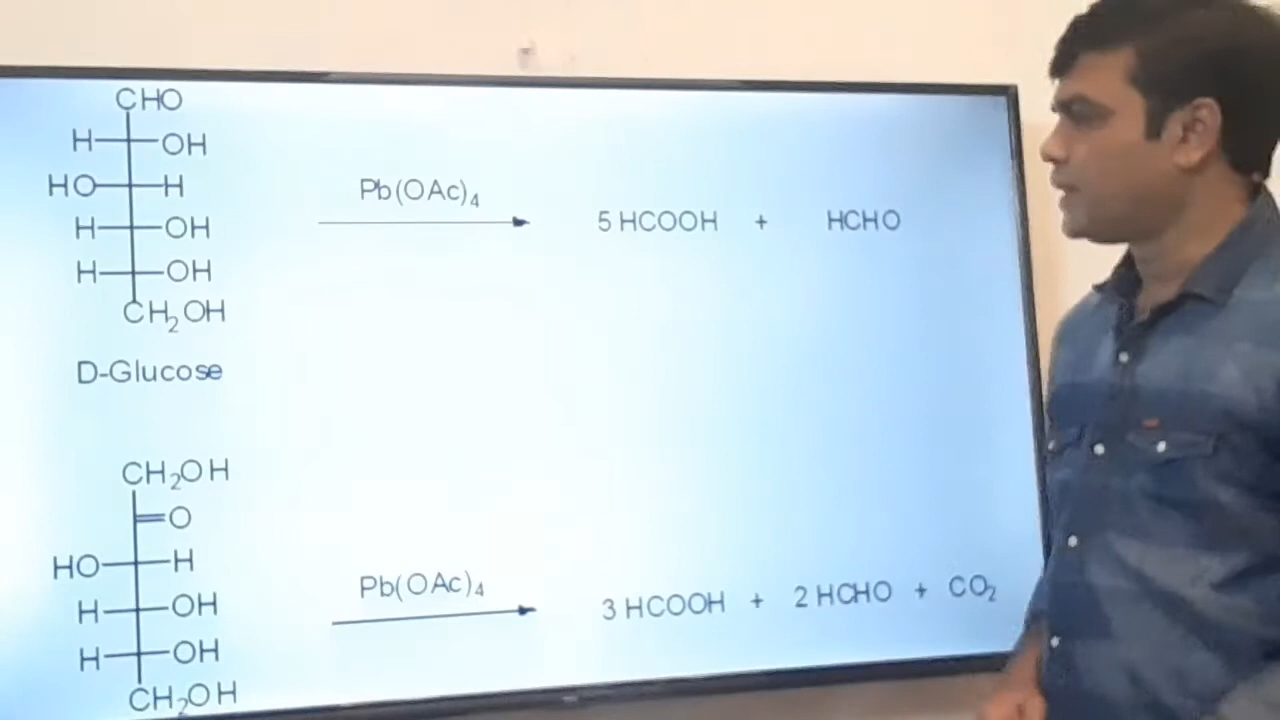 CHO
H OH
HO H
H OH
H OH
CH2OH
D-Glucose
Pb(OAc)4
5 HCOOH + HCHO
CH2OH
O
HO H
H OH
H OH
CH2OH
Pb(OAc)4
3 HCOOH + 2 HCHO + CO2